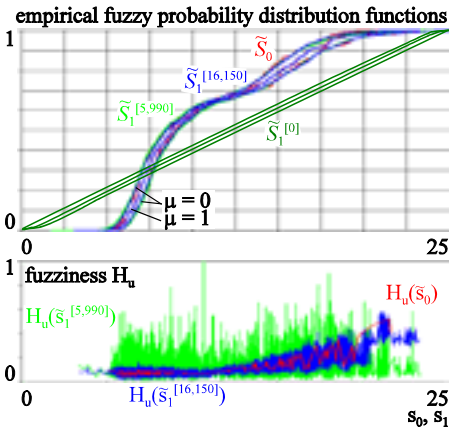 empirical fuzzy probability distribution functions
1
S̃₀
S̃₁[16,150]
S̃₁[5,990]
S̃₁[0]
μ = 0
μ = 1
0
0 25
1
fuzziness Hᵤ
Hᵤ(s̃₀)
Hᵤ(s̃₁[5,990])
0
Hᵤ(s̃₁[16,150])
0 25
s₀, s₁